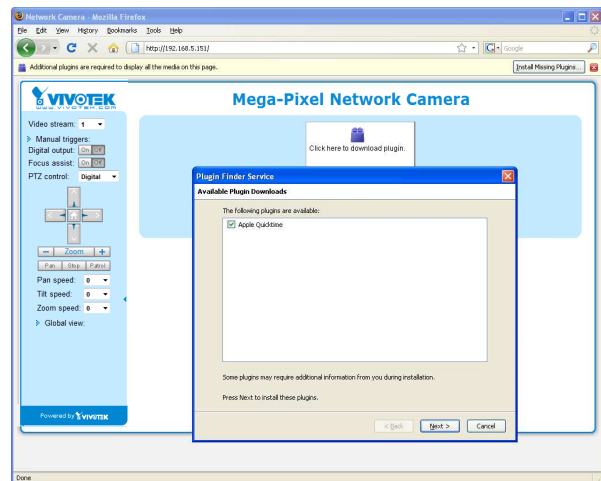 Network Camera - Mozilla Firefox
File Edit View History Bookmarks Tools Help
http://192.168.5.151/
Google
Additional plugins are required to display all the media on this page.
Install Missing Plugins...
VIVOTEK
WWW.VIVOTEK.COM
Mega-Pixel Network Camera
Video stream: 1
Manual triggers:
Digital output: On Off
Focus assist: On Off
PTZ control: Digital
Click here to download plugin.
Plugin Finder Service
Available Plugin Downloads
The following plugins are available:
Apple Quicktime
Zoom
Pan Stop Patrol
Pan speed: 0
Tilt speed: 0
Zoom speed: 0
Global view:
Some plugins may require additional information from you during installation.
Press Next to install these plugins.
Powered by VIVOTEK
< Back Next > Cancel
Done